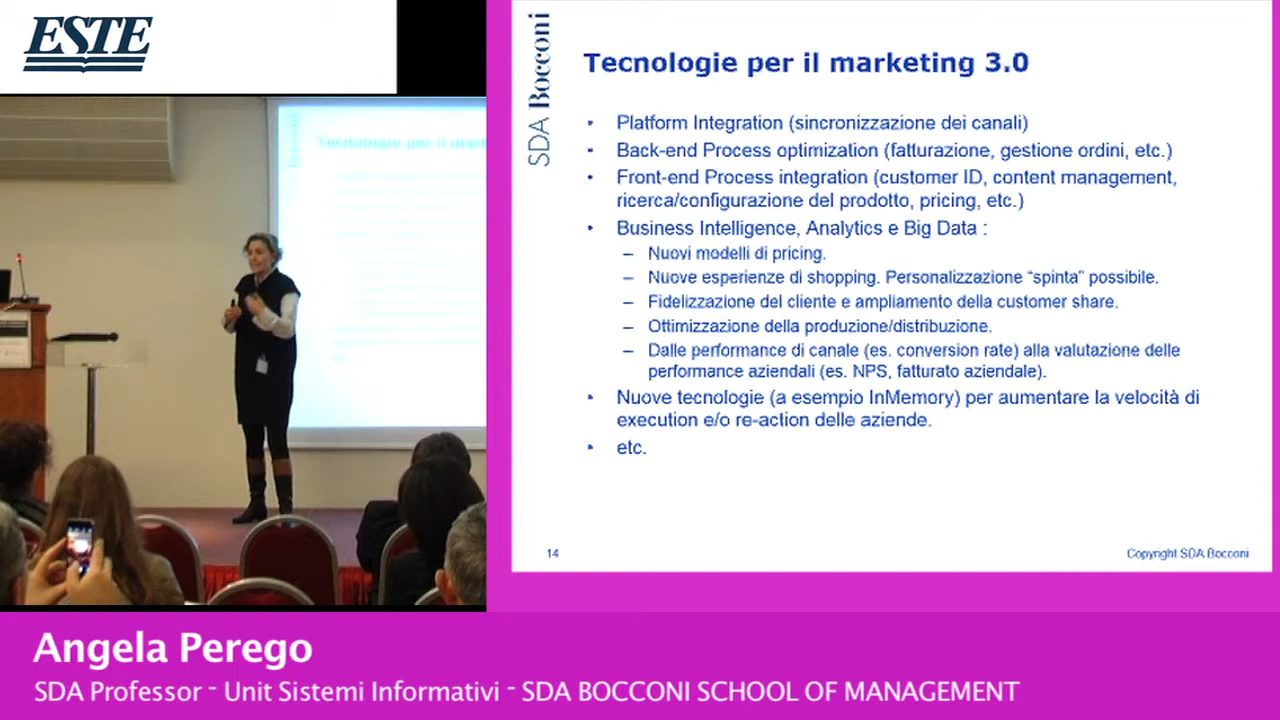 ESTE
SDA Bocconi
Tecnologie per il marketing 3.0
• Platform Integration (sincronizzazione dei canali)
• Back-end Process optimization (fatturazione, gestione ordini, etc.)
• Front-end Process integration (customer ID, content management,
ricerca/configurazione del prodotto, pricing, etc.)
• Business Intelligence, Analytics e Big Data :
– Nuovi modelli di pricing.
– Nuove esperienze di shopping. Personalizzazione “spinta” possibile.
– Fidelizzazione del cliente e ampliamento della customer share.
– Ottimizzazione della produzione/distribuzione.
– Dalle performance di canale (es. conversion rate) alla valutazione delle
performance aziendali (es. NPS, fatturato aziendale).
• Nuove tecnologie (a esempio InMemory) per aumentare la velocità di
execution e/o re-action delle aziende.
• etc.
14
Copyright SDA Bocconi
Tecnologie per il mark
Angela Perego
SDA Professor - Unit Sistemi Informativi - SDA BOCCONI SCHOOL OF MANAGEMENT